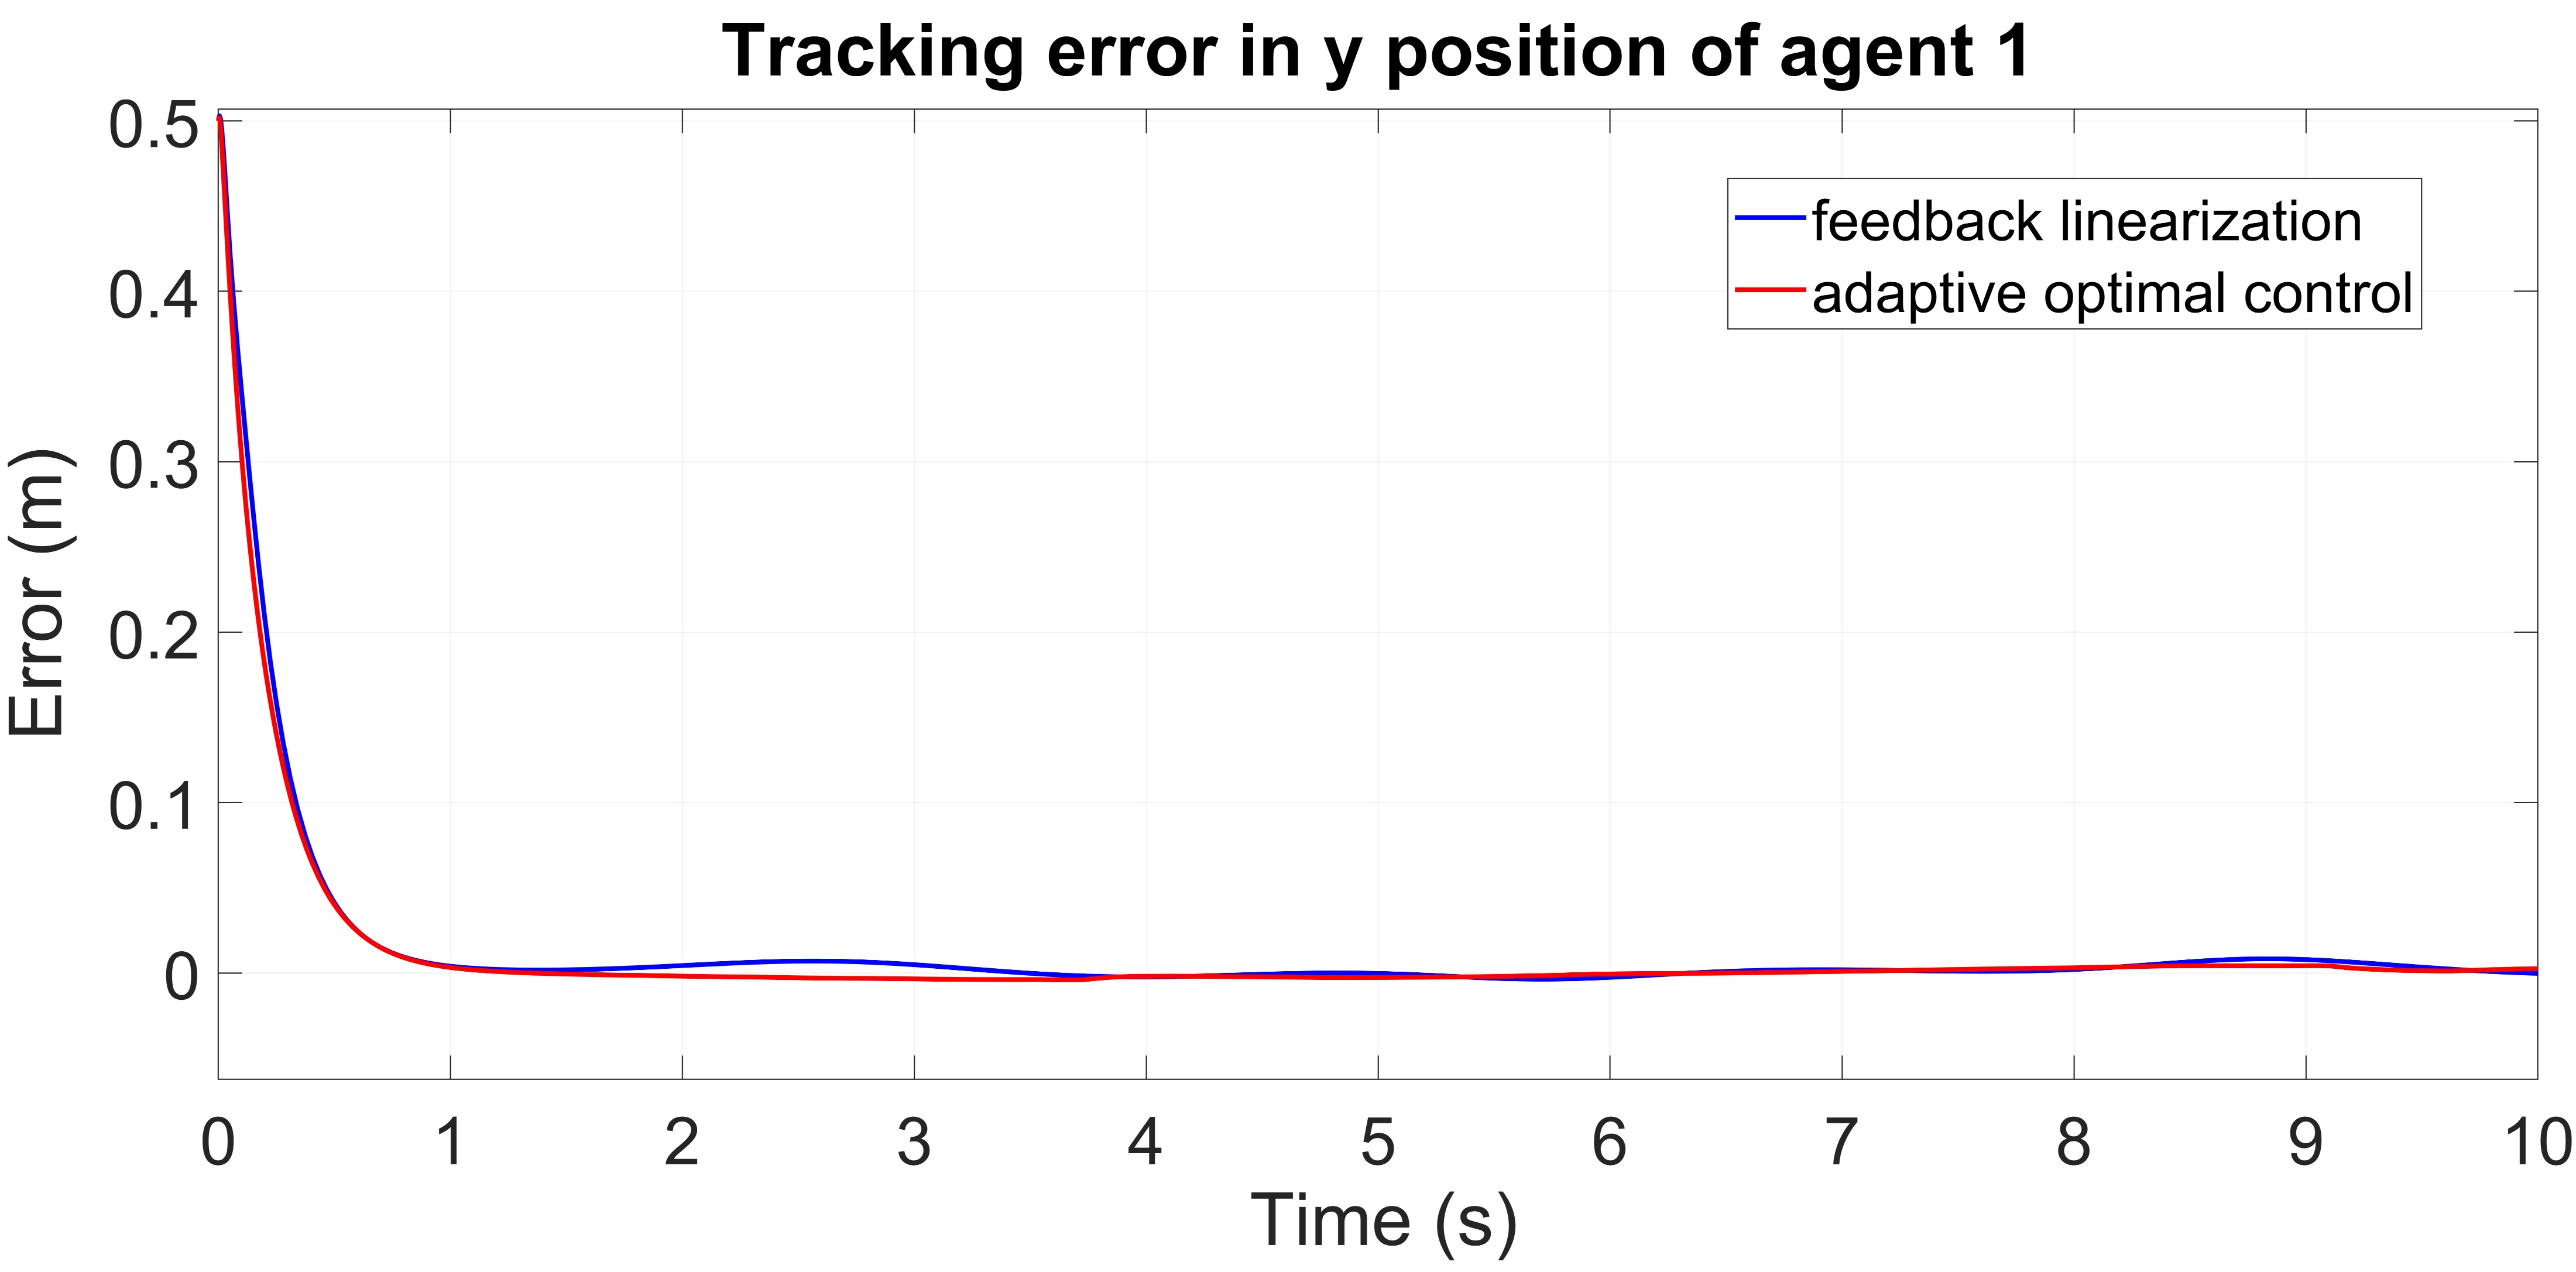 Tracking error in y position of agent 1
0.5
0.4
0.3
0.2
0.1
0
Error (m)
feedback linearization
adaptive optimal control
0 1 2 3 4 5 6 7 8 9 10
Time (s)